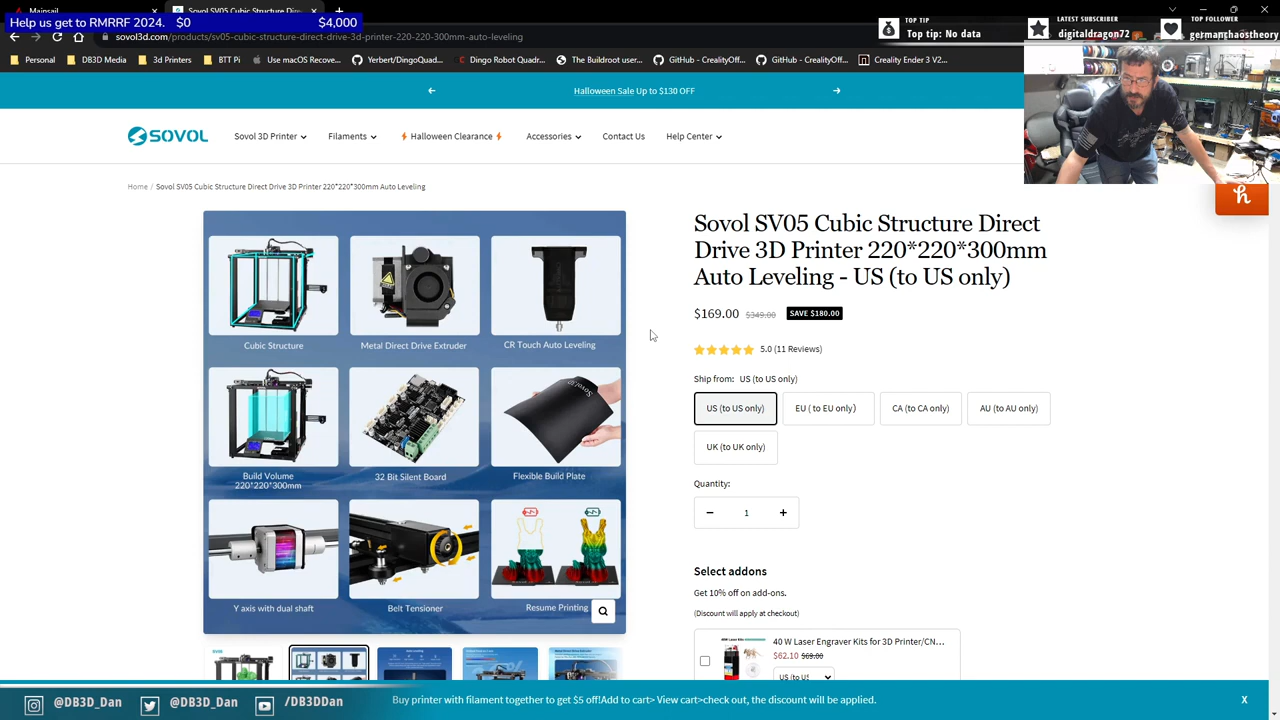 Mainsail
Sovol SV05 Cubic Structure Dire
Help us get to RMRRF 2024. $0 $4,000
TOP TIP
Top tip: No data
LATEST SUBSCRIBER
digitaldragon72
TOP FOLLOWER
germanchaostheory
sovol3d.com/products/sv05-cubic-structure-direct-drive-3d-printer-220-220-300mm-auto-leveling
Personal
DB3D Media
3d Printers
BTT Pi
Use macOS Recove...
Yent/DingoQuad...
The Buildroot user...
GitHub - CrealityOff...
GitHub - CrealityOff...
Creality Ender 3 V2...
Halloween Sale Up to $130 OFF
SOVOL
Sovol 3D Printer
Filaments
Halloween Clearance
Accessories
Contact Us
Help Center
Home / Sovol SV05 Cubic Structure Direct Drive 3D Printer 220*220*300mm Auto Leveling
h
Cubic Structure
Metal Direct Drive Extruder
CR Touch Auto Leveling
Build Volume
220*220*300mm
32 Bit Silent Board
Flexible Build Plate
Y axis with dual shaft
Belt Tensioner
Resume Printing
Sovol SV05 Cubic Structure Direct
Drive 3D Printer 220*220*300mm
Auto Leveling - US (to US only)
$169.00 $349.00 SAVE $180.00
5.0 (11 Reviews)
Ship from: US (to US only)
US (to US only)
EU ( to EU only)
CA (to CA only)
AU (to AU only)
UK (to UK only)
Quantity:
− 1 +
Select addons
Get 10% off on add-ons.
(Discount will apply at checkout)
40 W Laser Engraver Kits for 3D Printer/CN...
$62.10 $69.00
US (to US
@DB3D_Dan
@DB3D_Dan
/DB3DDan
Buy printer with filament together to get $5 off!Add to cart> View cart>check out, the discount will be applied.
X